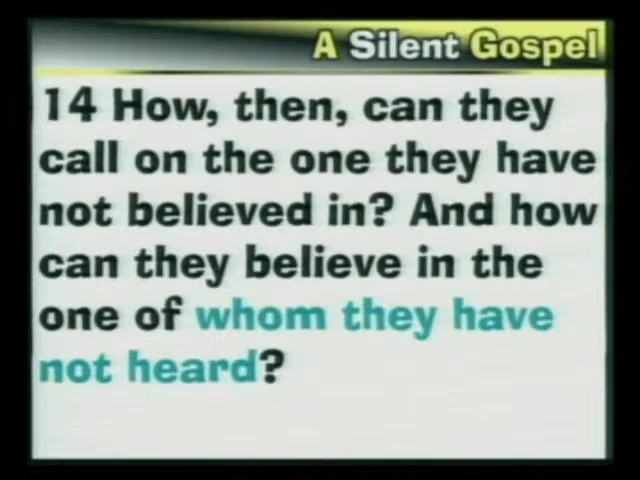 A Silent Gospel
14 How, then, can they
call on the one they have
not believed in? And how
can they believe in the
one of whom they have
not heard?